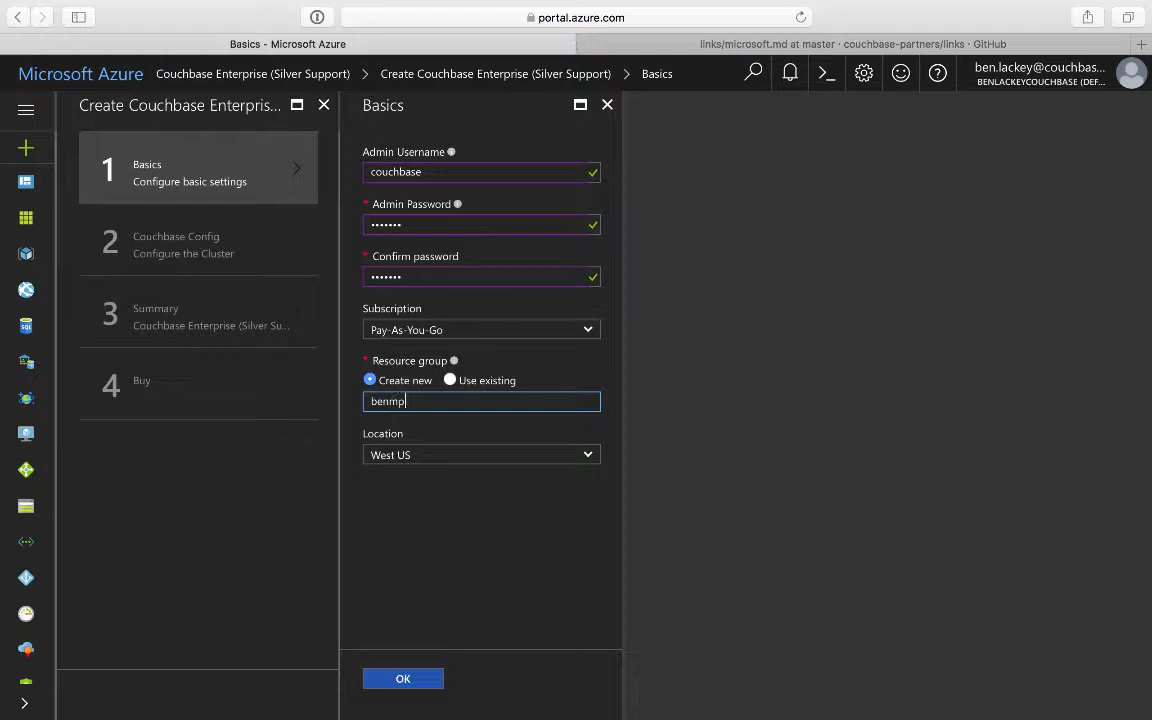 portal.azure.com
Basics - Microsoft Azure
links/microsoft.md at master · couchbase-partners/links · GitHub
Microsoft Azure
Couchbase Enterprise (Silver Support) > Create Couchbase Enterprise (Silver Support) > Basics
ben.lackey@couchbas...
BENLACKEYCOUCHBASE (DEF...
Create Couchbase Enterpris...
1
Basics
Configure basic settings
2
Couchbase Config
Configure the Cluster
3
Summary
Couchbase Enterprise (Silver Su...
4
Buy
Basics
Admin Username
couchbase
* Admin Password
•••••••
* Confirm password
•••••••
Subscription
Pay-As-You-Go
* Resource group
Create new
Use existing
benmp
Location
West US
OK
SQL